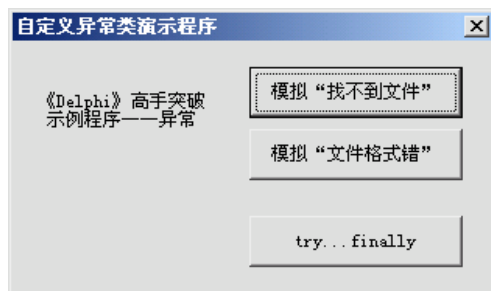 自定义异常类演示程序
《Delphi》高手突破
示例程序——异常
模拟“找不到文件”
模拟“文件格式错”
try...finally